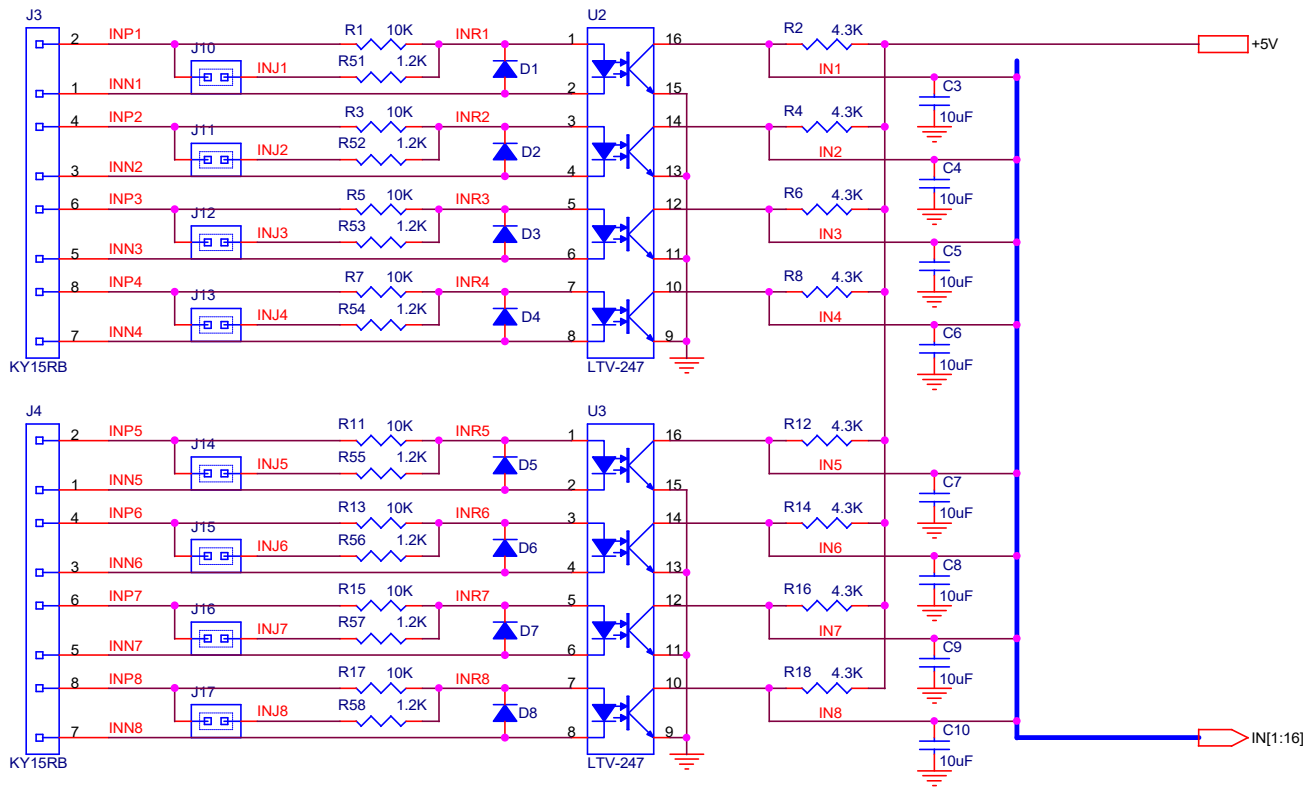 J3 U2
2 INP1 R1 10K INR1 1 16 R2 4.3K +5V
J10 INJ1 R51 1.2K D1 IN1 C3
1 INN1 2 15 10uF
4 INP2 R3 10K INR2 3 14 R4 4.3K
J11 INJ2 R52 1.2K D2 IN2 C4
3 INN2 4 13 10uF
6 INP3 R5 10K INR3 5 12 R6 4.3K
J12 INJ3 R53 1.2K D3 IN3 C5
5 INN3 6 11 10uF
8 INP4 R7 10K INR4 7 10 R8 4.3K
J13 INJ4 R54 1.2K D4 IN4 C6
7 INN4 8 9 10uF
KY15RB LTV-247
J4 U3
2 INP5 R11 10K INR5 1 16 R12 4.3K
J14 INJ5 R55 1.2K D5 IN5 C7
1 INN5 2 15 10uF
4 INP6 R13 10K INR6 3 14 R14 4.3K
J15 INJ6 R56 1.2K D6 IN6 C8
3 INN6 4 13 10uF
6 INP7 R15 10K INR7 5 12 R16 4.3K
J16 INJ7 R57 1.2K D7 IN7 C9
5 INN7 6 11 10uF
8 INP8 R17 10K INR8 7 10 R18 4.3K
J17 INJ8 R58 1.2K D8 IN8 C10
7 INN8 8 9 10uF IN[1:16]
KY15RB LTV-247